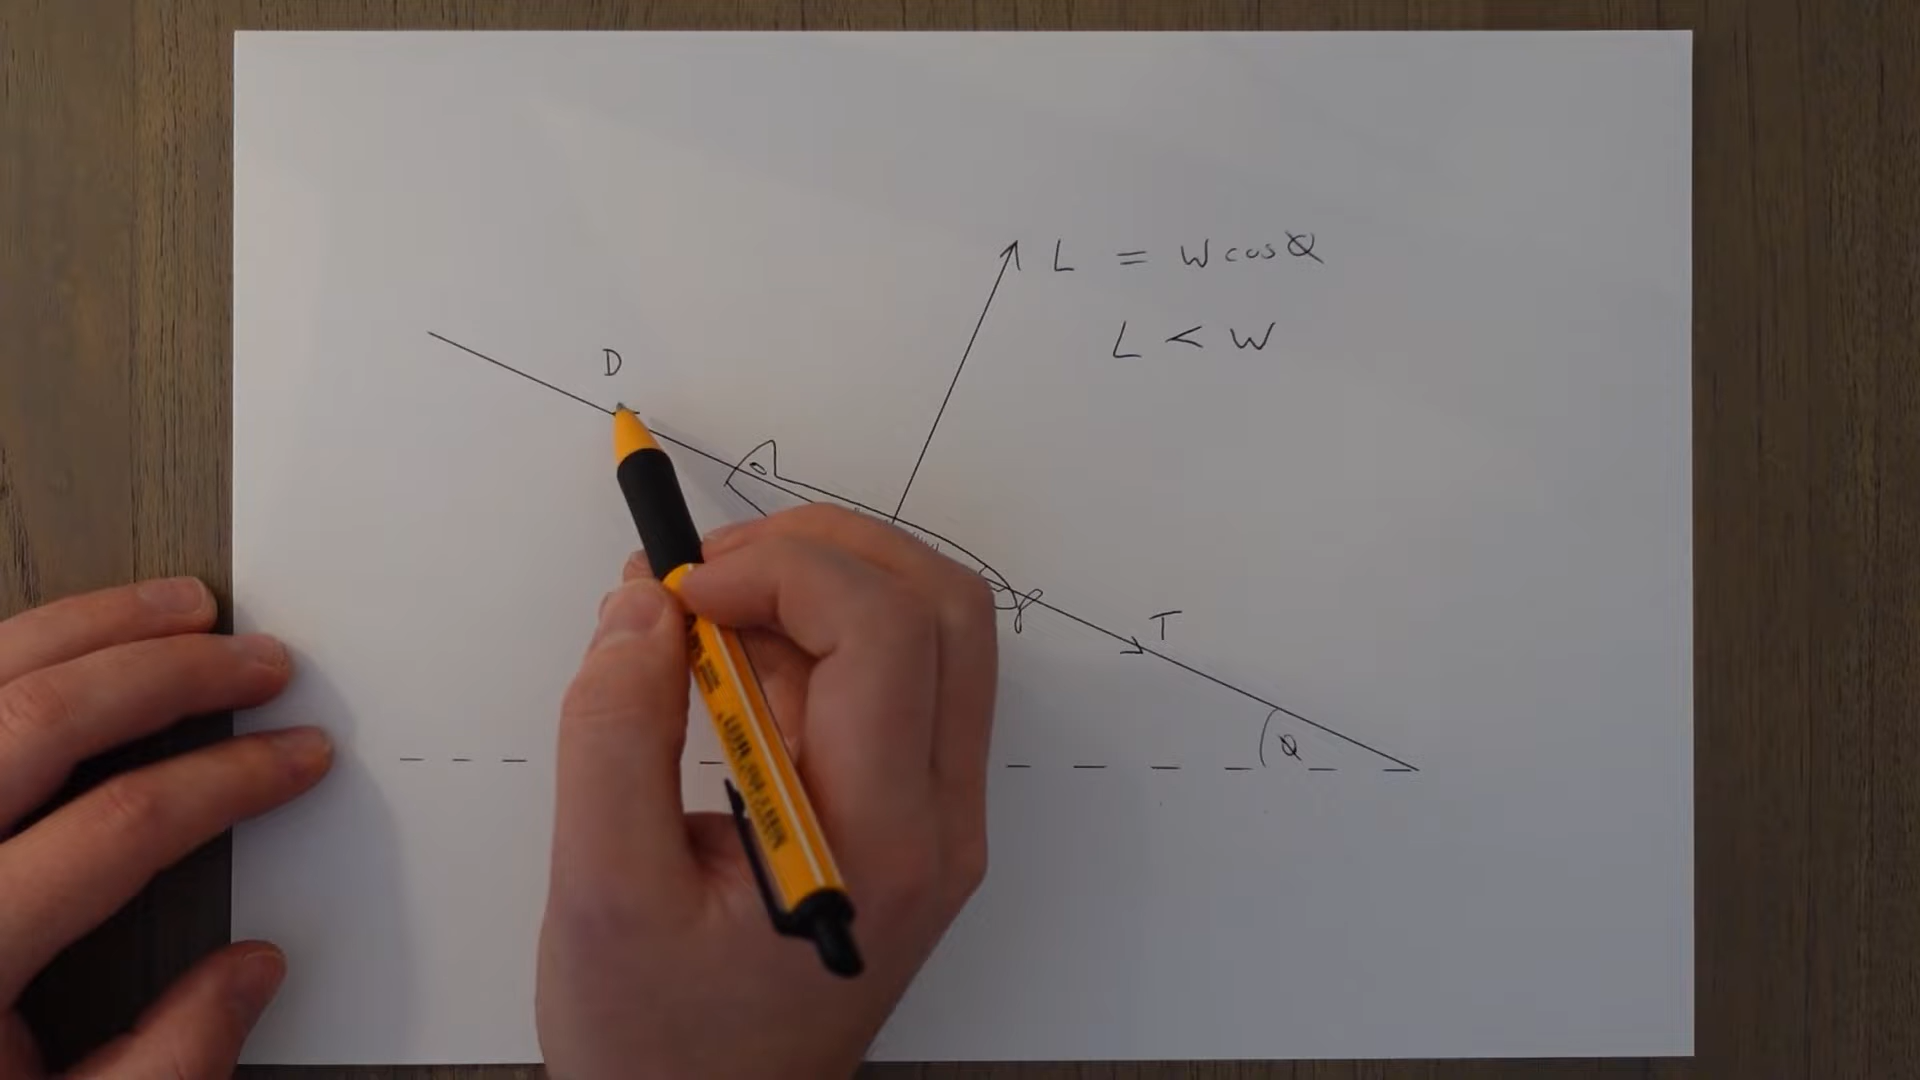 L = W cos θ
L < W
D
T
θ